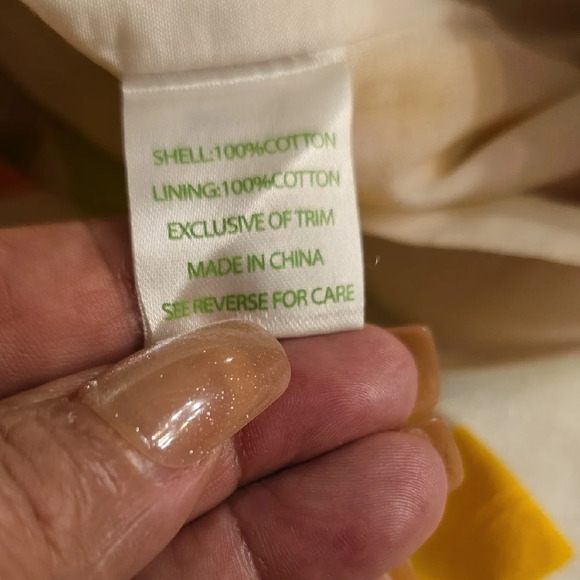 SHELL:100%COTTON
LINING:100%COTTON
EXCLUSIVE OF TRIM
MADE IN CHINA
SEE REVERSE FOR CARE